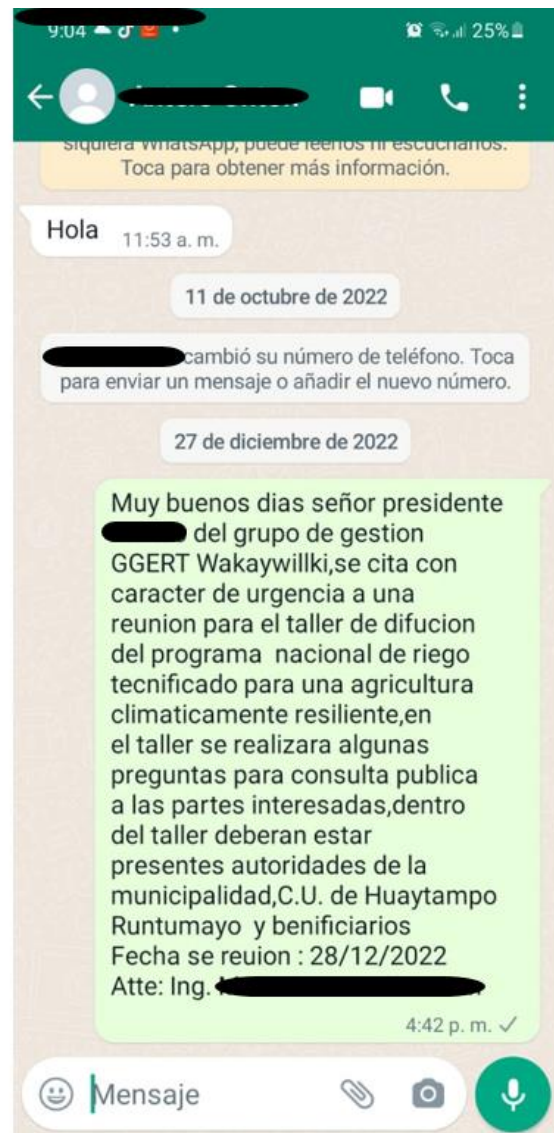 9:04
25%
siquiera WhatsApp, puede leerlos ni escucharlos.
Toca para obtener más información.
Hola
11:53 a. m.
11 de octubre de 2022
cambió su número de teléfono. Toca
para enviar un mensaje o añadir el nuevo número.
27 de diciembre de 2022
Muy buenos dias señor presidente
del grupo de gestion
GGERT Wakaywillki,se cita con
caracter de urgencia a una
reunion para el taller de difucion
del programa nacional de riego
tecnificado para una agricultura
climaticamente resiliente,en
el taller se realizara algunas
preguntas para consulta publica
a las partes interesadas,dentro
del taller deberan estar
presentes autoridades de la
municipalidad,C.U. de Huaytampo
Runtumayo y benificiarios
Fecha se reuion : 28/12/2022
Atte: Ing.
4:42 p. m.
Mensaje